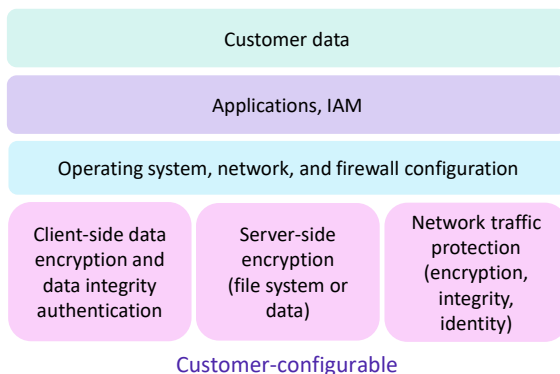 Customer data
Applications, IAM
Operating system, network, and firewall configuration
Client-side data
encryption and
data integrity
authentication
Server-side
encryption
(file system or
data)
Network traffic
protection
(encryption,
integrity,
identity)
Customer-configurable